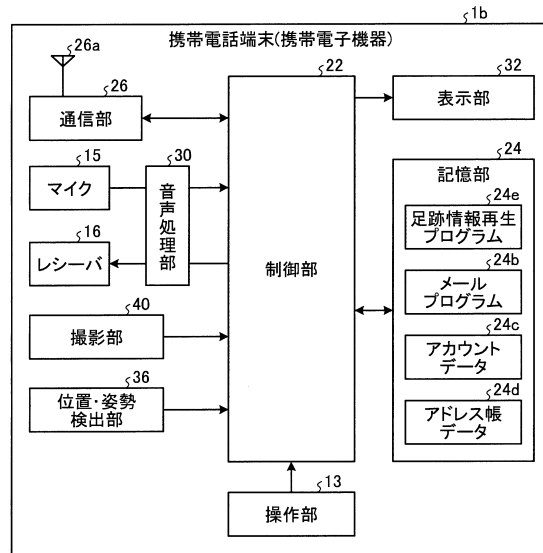 1b
携帯電話端末(携帯電子機器)
26a
26
通信部
22
制御部
32
表示部
15
マイク
30
音声処理部
16
レシーバ
24
記憶部
24e
足跡情報再生
プログラム
24b
メール
プログラム
24c
アカウント
データ
24d
アドレス帳
データ
40
撮影部
36
位置・姿勢
検出部
13
操作部